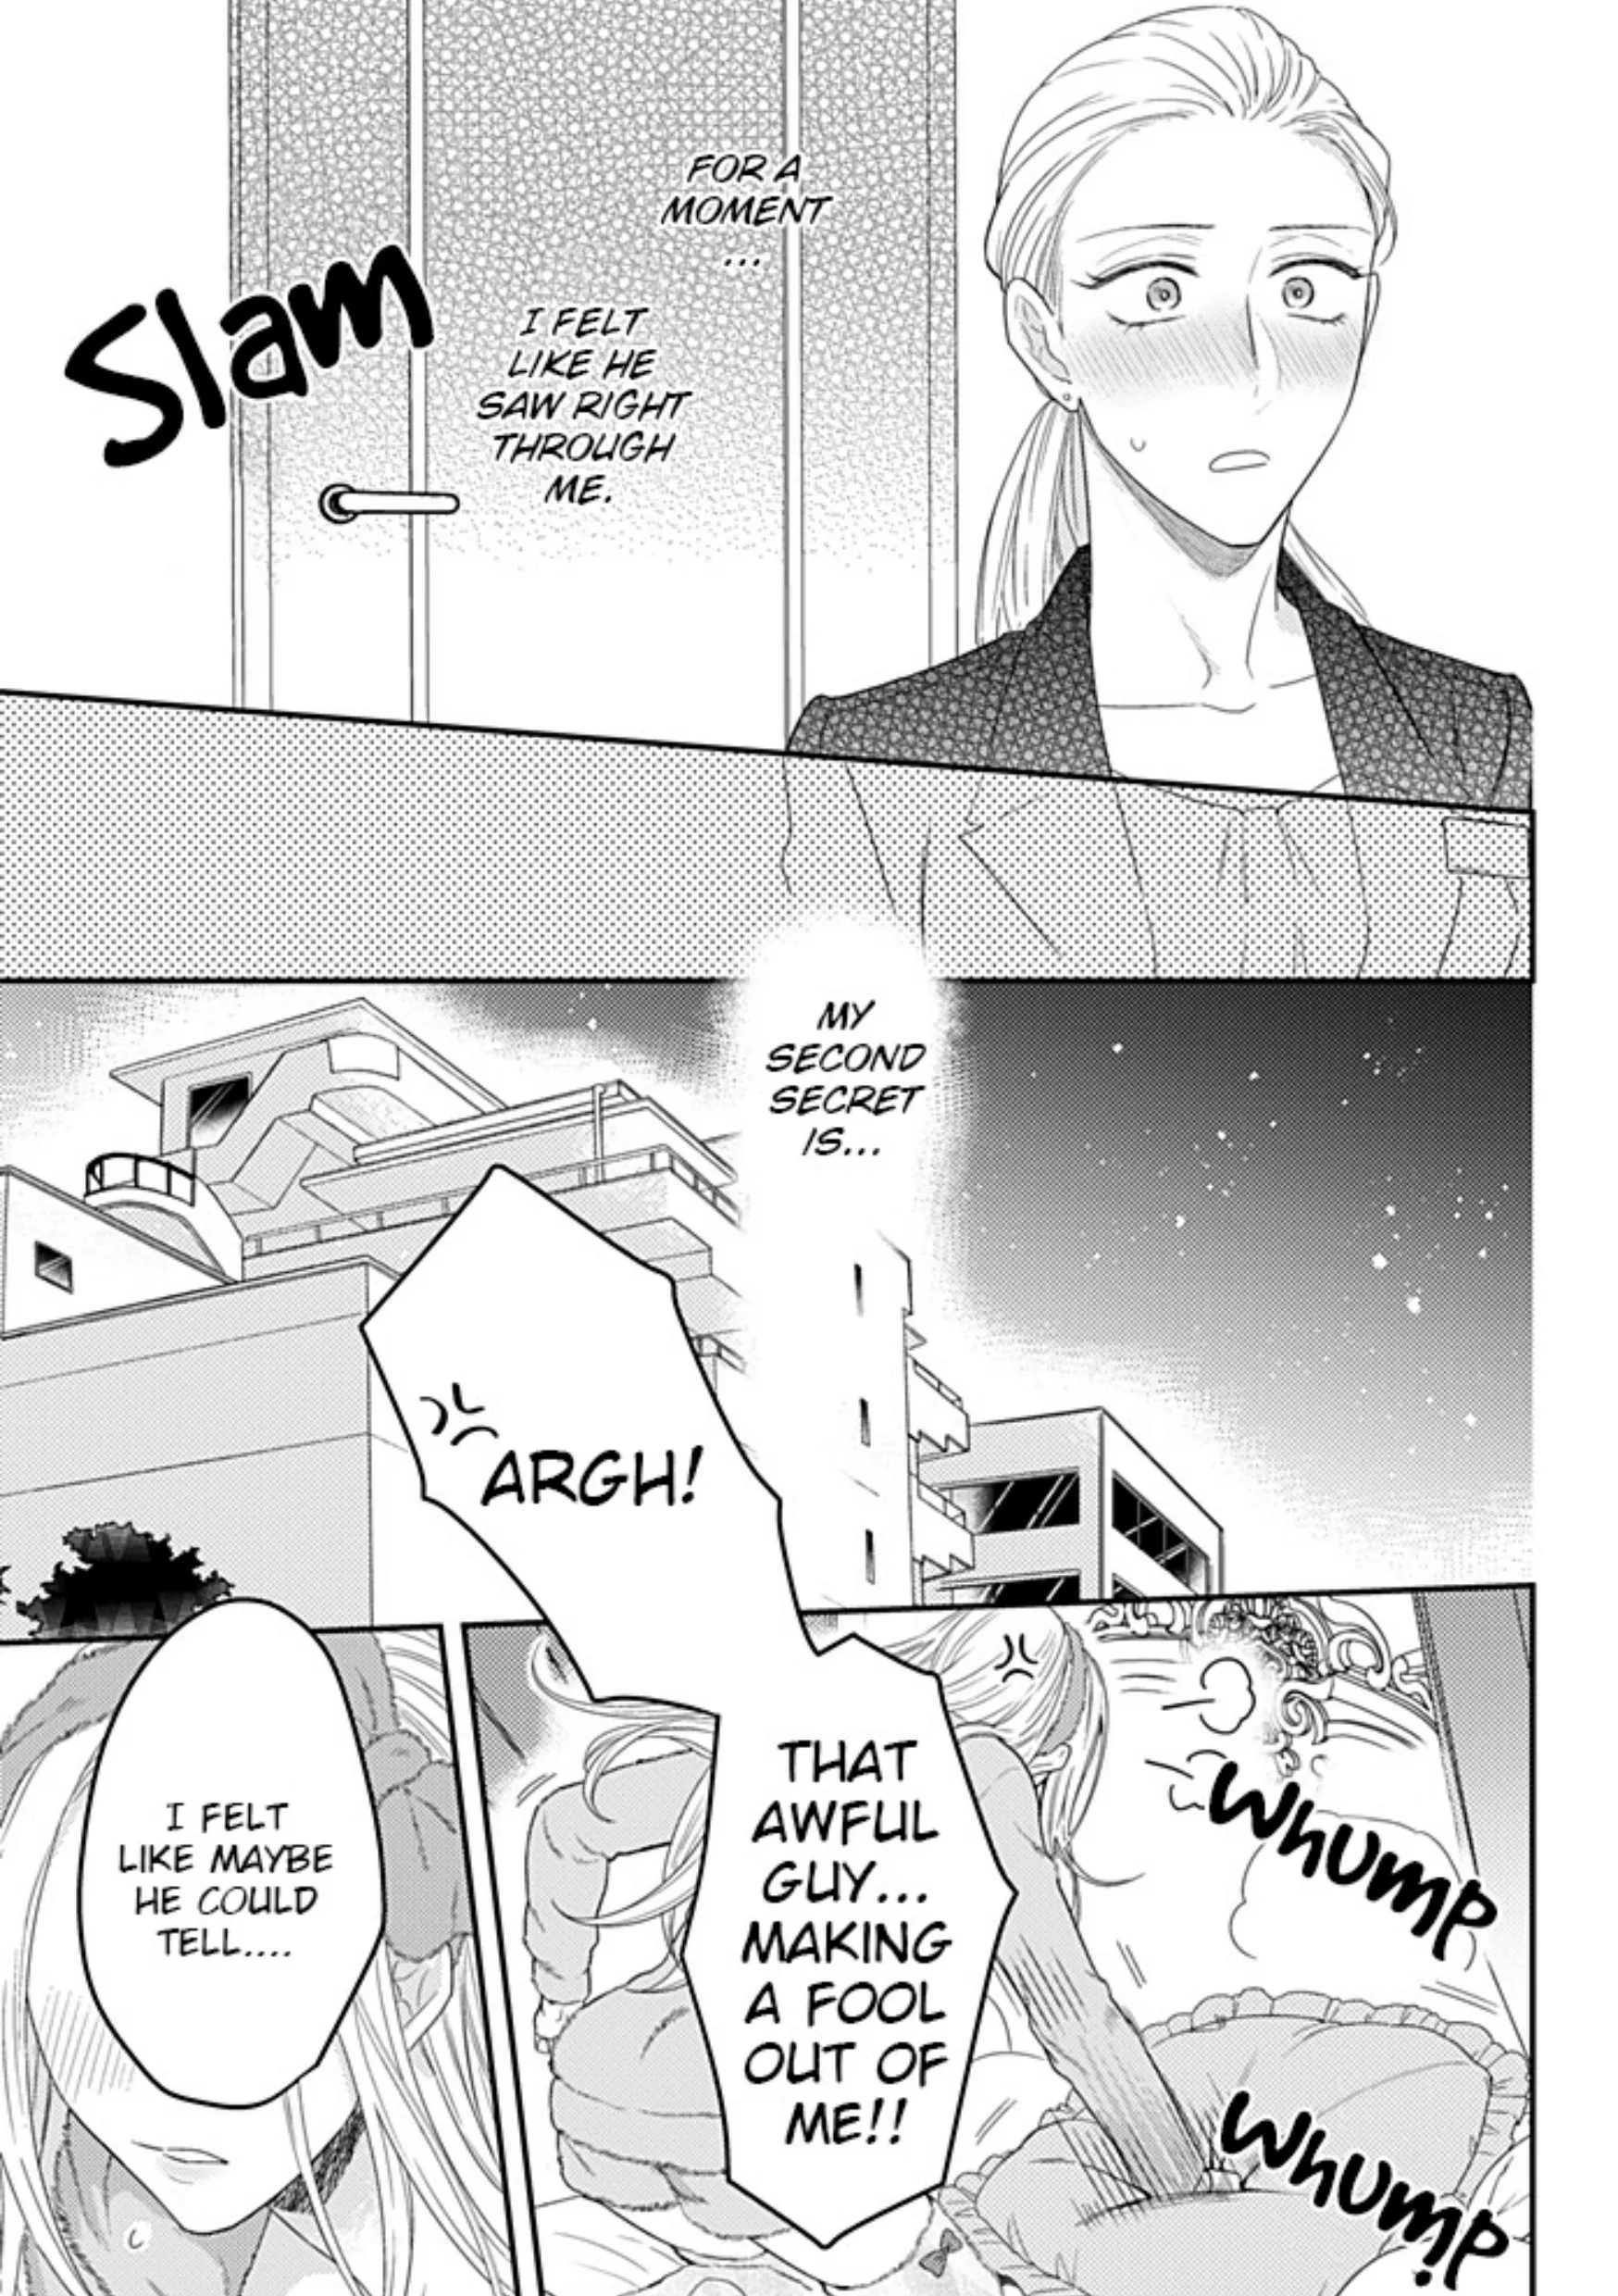 FOR A
MOMENT
...
I FELT
LIKE HE
SAW RIGHT
THROUGH
ME.
Slam
MY
SECOND
SECRET
IS...
ARGH!
THAT
AWFUL
GUY...
MAKING
A FOOL
OUT OF
ME!!
WHUMP
WHUMP
I FELT
LIKE MAYBE
HE COULD
TELL....